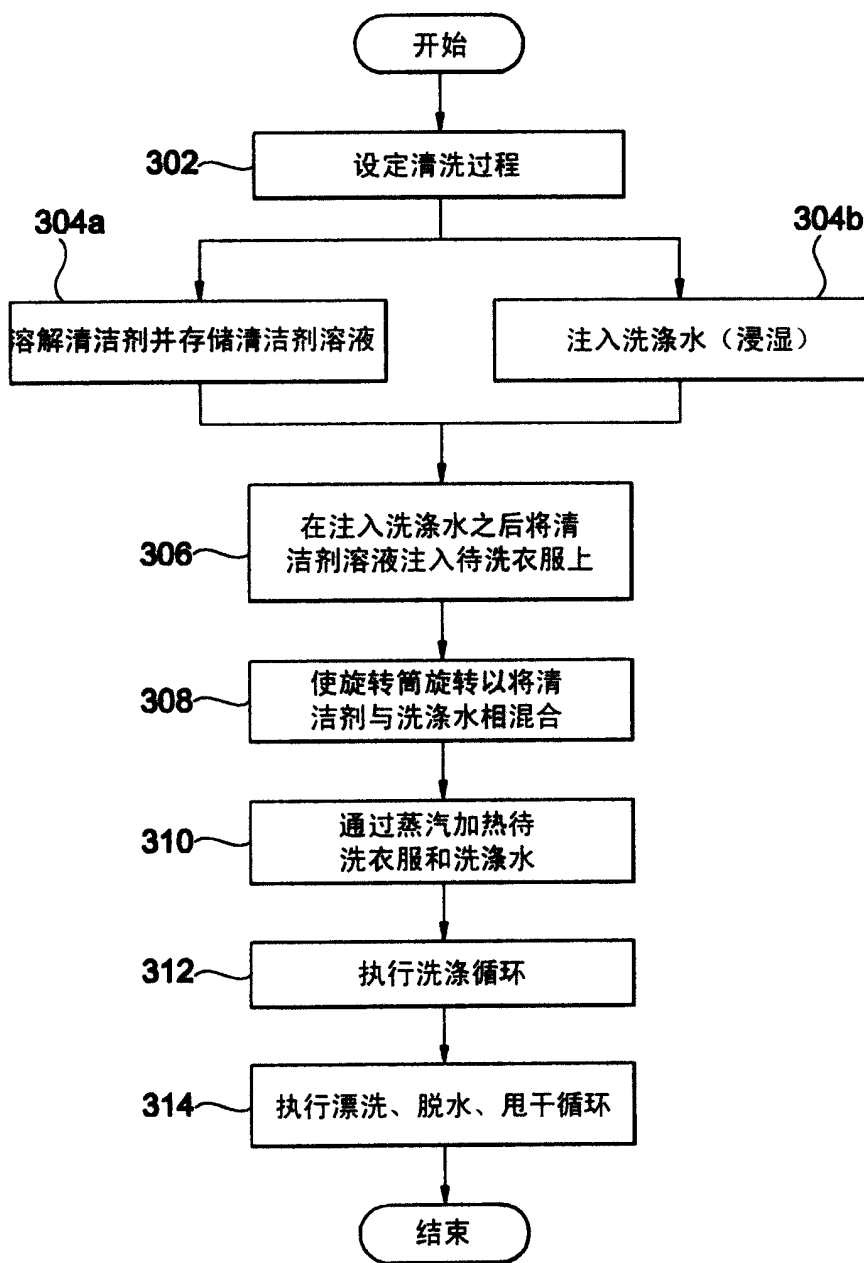 开始
302
设定清洗过程
304a
304b
溶解清洁剂并存储清洁剂溶液
注入洗涤水（浸湿）
306
在注入洗涤水之后将清
洁剂溶液注入待洗衣服上
308
使旋转筒旋转以将清
洁剂与洗涤水相混合
310
通过蒸汽加热待
洗衣服和洗涤水
312
执行洗涤循环
314
执行漂洗、脱水、甩干循环
结束